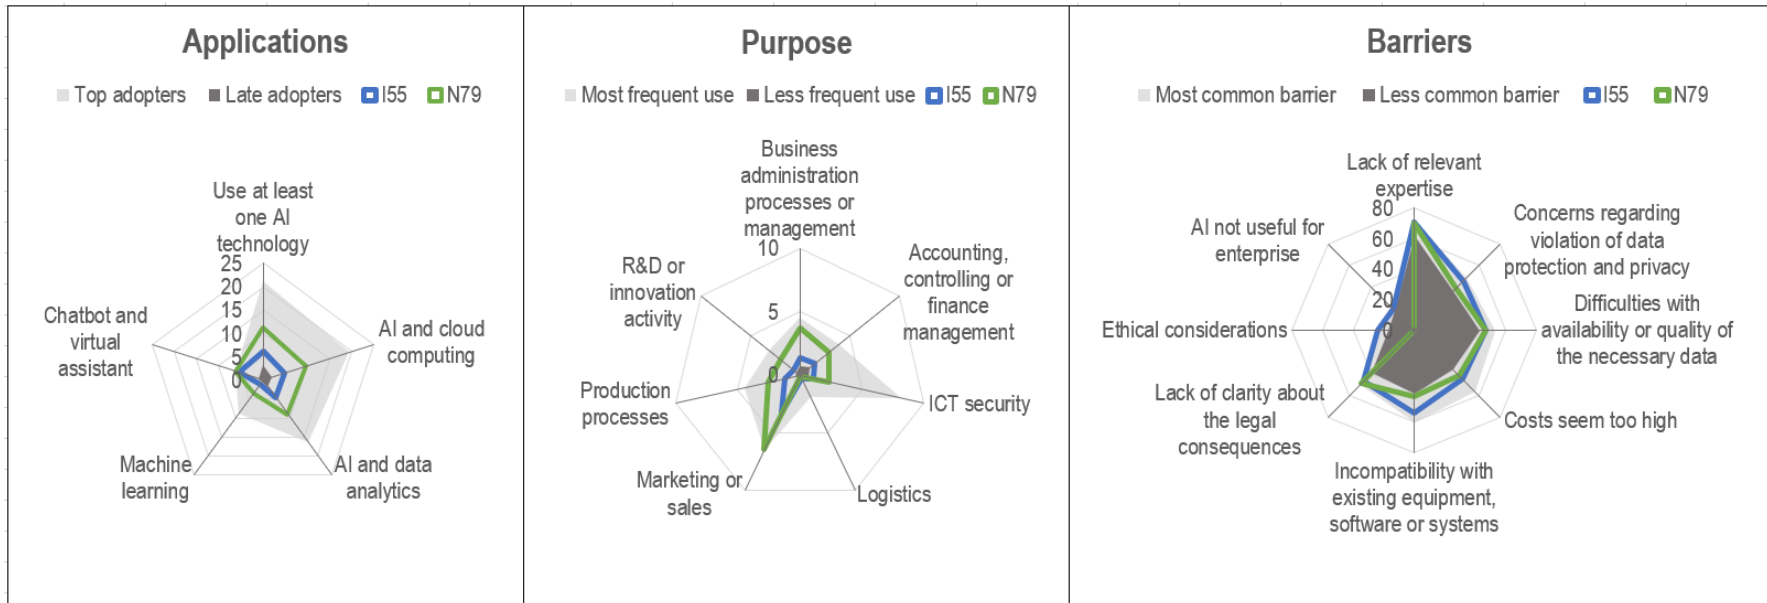 Applications
Top adopters Late adopters I55 N79
Use at least
one AI
technology
25
20
15
10
5
0
AI and cloud
computing
AI and data
analytics
Machine
learning
Chatbot and
virtual
assistant
Purpose
Most frequent use Less frequent use I55 N79
Business
administration
processes or
management
10
5
0
Accounting,
controlling or
finance
management
ICT security
Logistics
Marketing or
sales
Production
processes
R&D or
innovation
activity
Barriers
Most common barrier Less common barrier I55 N79
Lack of relevant
expertise
80
60
40
20
0
Concerns regarding
violation of data
protection and privacy
Difficulties with
availability or quality of
the necessary data
Costs seem too high
Incompatibility with
existing equipment,
software or systems
Lack of clarity about
the legal
consequences
Ethical considerations
AI not useful for
enterprise